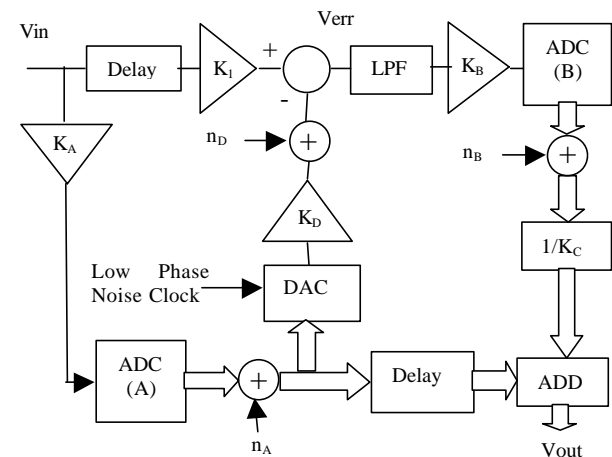 Vin
Verr
Delay
K1
+
-
LPF
KB
ADC
(B)
KA
nD
+
nB
+
KD
1/KC
Low Phase
Noise Clock
DAC
ADC
(A)
+
Delay
ADD
nA
Vout